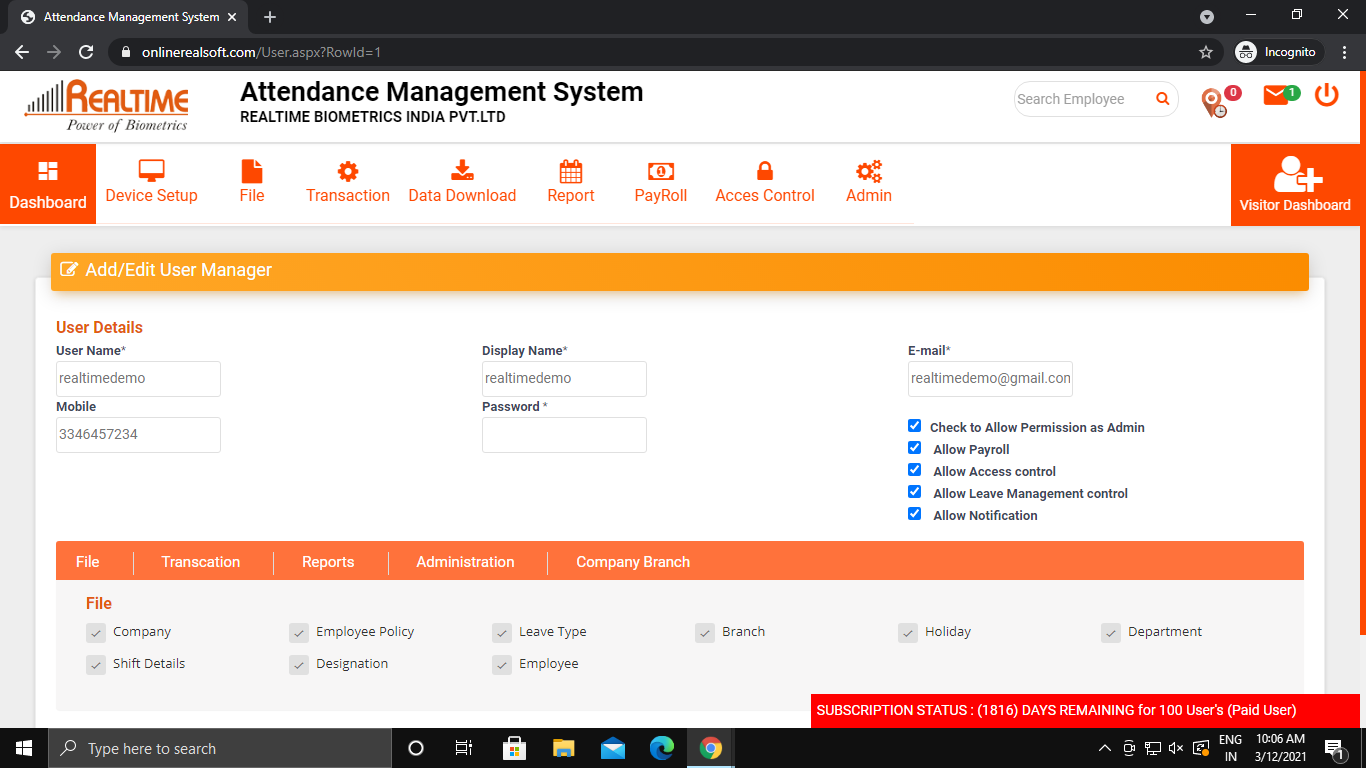 Attendance Management System
onlinerealsoft.com/User.aspx?RowId=1
Incognito
REALTIME
Power of Biometrics
Attendance Management System
REALTIME BIOMETRICS INDIA PVT.LTD
Search Employee
0
1
Dashboard
Device Setup
File
Transaction
Data Download
Report
PayRoll
Acces Control
Admin
Visitor Dashboard
Add/Edit User Manager
User Details
User Name*
realtimedemo
Display Name*
realtimedemo
E-mail*
realtimedemo@gmail.con
Mobile
3346457234
Password *
Check to Allow Permission as Admin
Allow Payroll
Allow Access control
Allow Leave Management control
Allow Notification
File
Transcation
Reports
Administration
Company Branch
File
Company
Employee Policy
Leave Type
Branch
Holiday
Department
Shift Details
Designation
Employee
SUBSCRIPTION STATUS : (1816) DAYS REMAINING for 100 User's (Paid User)
Type here to search
ENG
IN
10:06 AM
3/12/2021
1